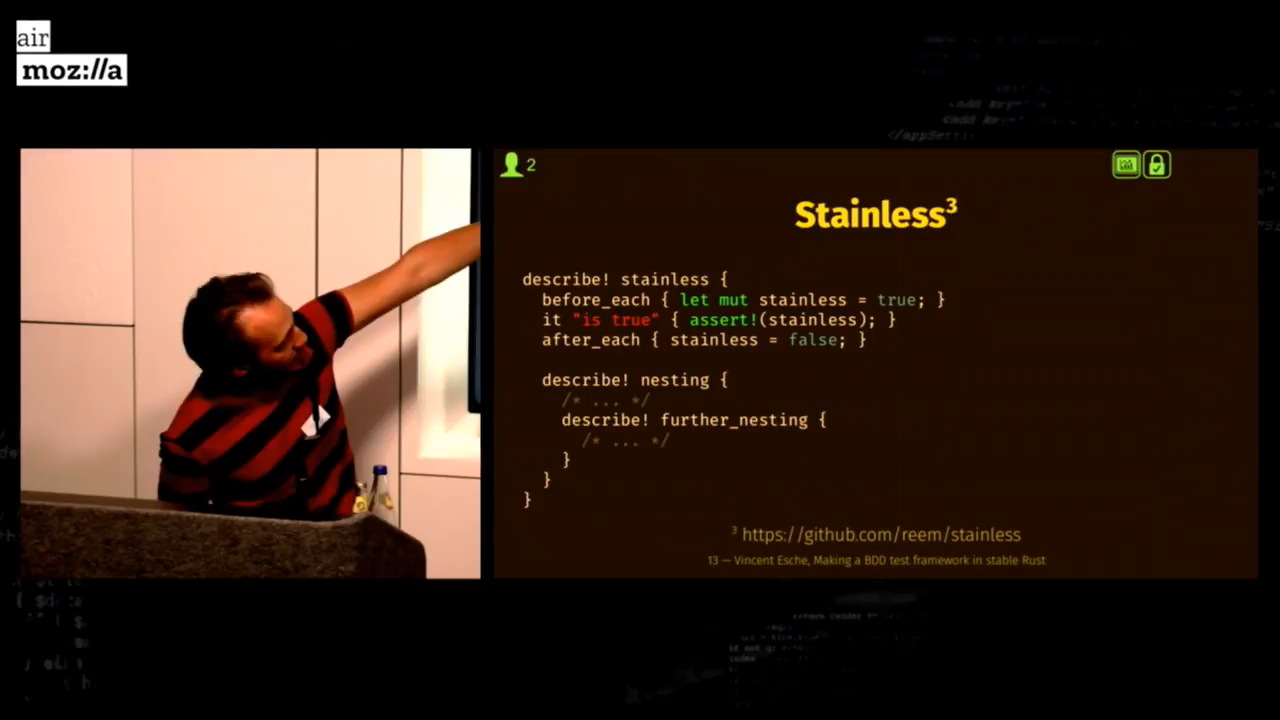 air
moz://a
2
Stainless³
describe! stainless {
before_each { let mut stainless = true; }
it "is true" { assert!(stainless); }
after_each { stainless = false; }
describe! nesting {
/* ... */
describe! further_nesting {
/* ... */
}
}
}
³ https://github.com/reem/stainless
13 — Vincent Esche, Making a BDD test framework in stable Rust